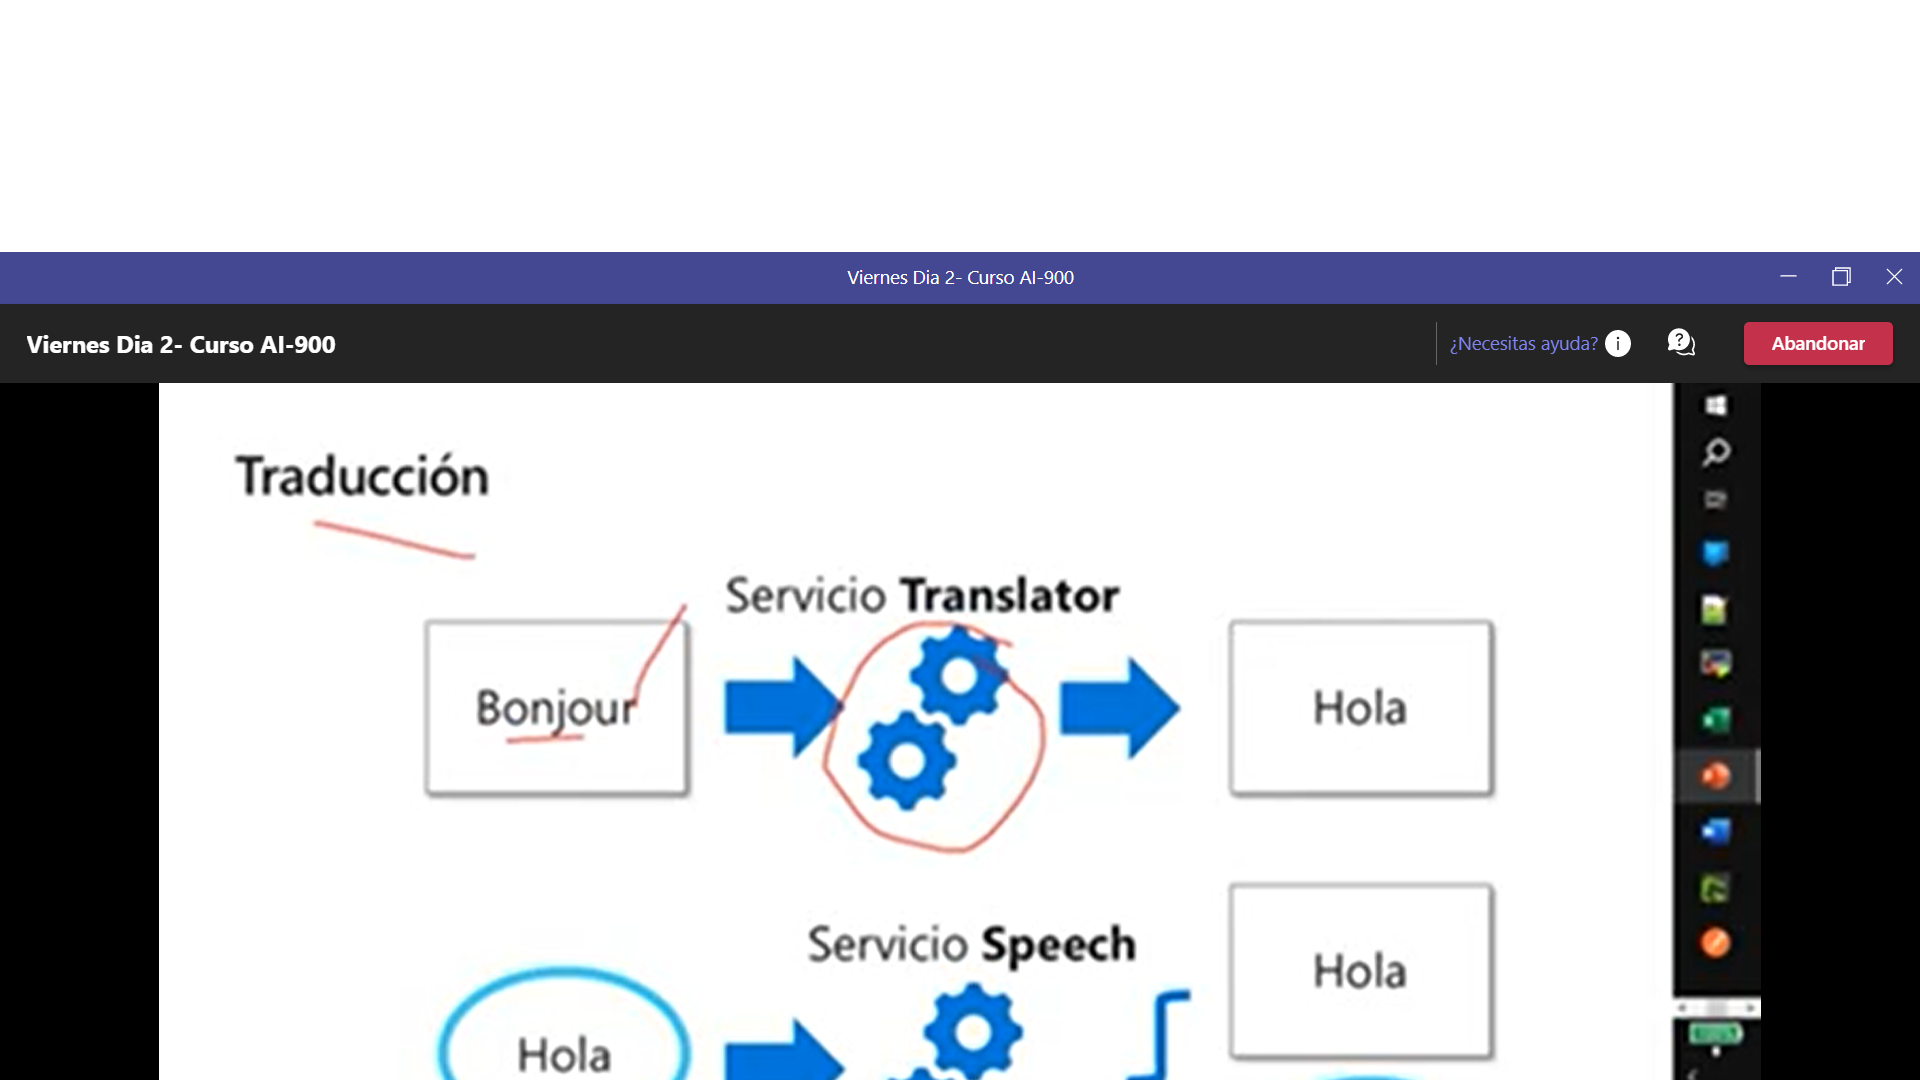 Viernes Dia 2- Curso AI-900
Viernes Dia 2- Curso AI-900
¿Necesitas ayuda?
Abandonar
Traducción
Servicio Translator
Bonjour
Hola
Servicio Speech
Hola
Hola